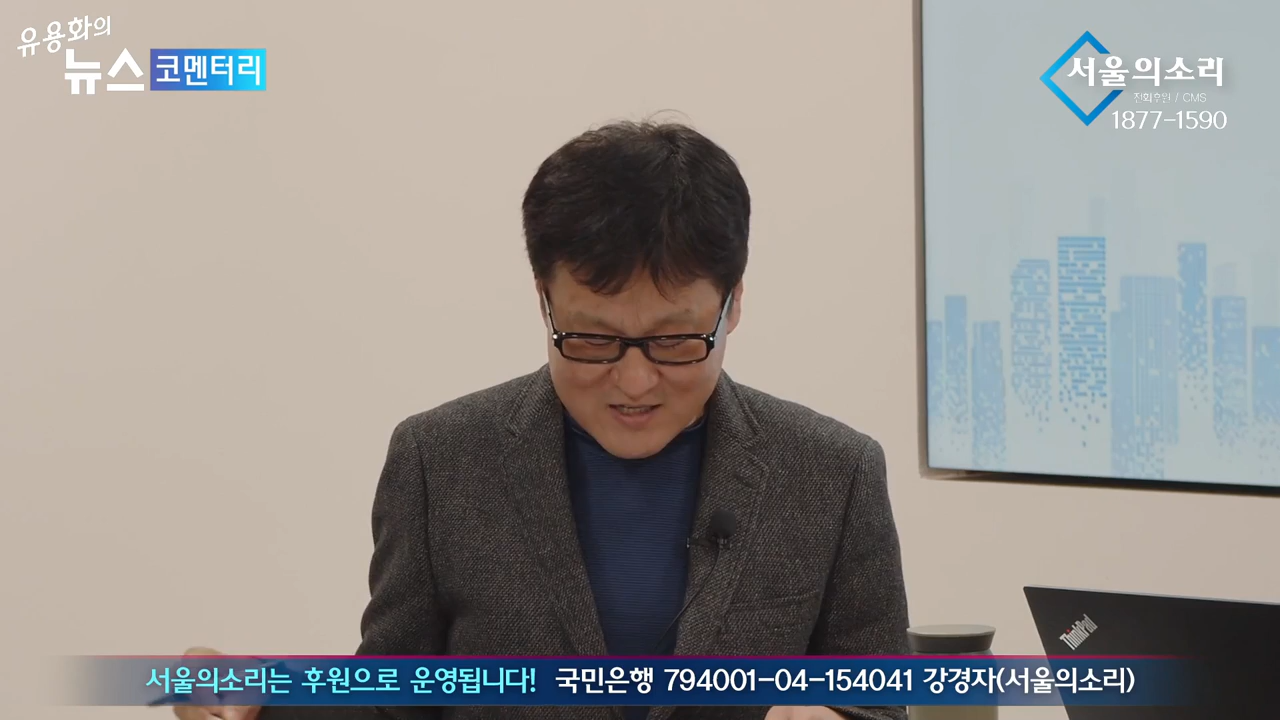 유용화의
뉴스 코멘터리
서울의소리
전화후원 / CMS
1877-1590
ThinkPad
서울의소리는 후원으로 운영됩니다! 국민은행 794001-04-154041 강경자(서울의소리)